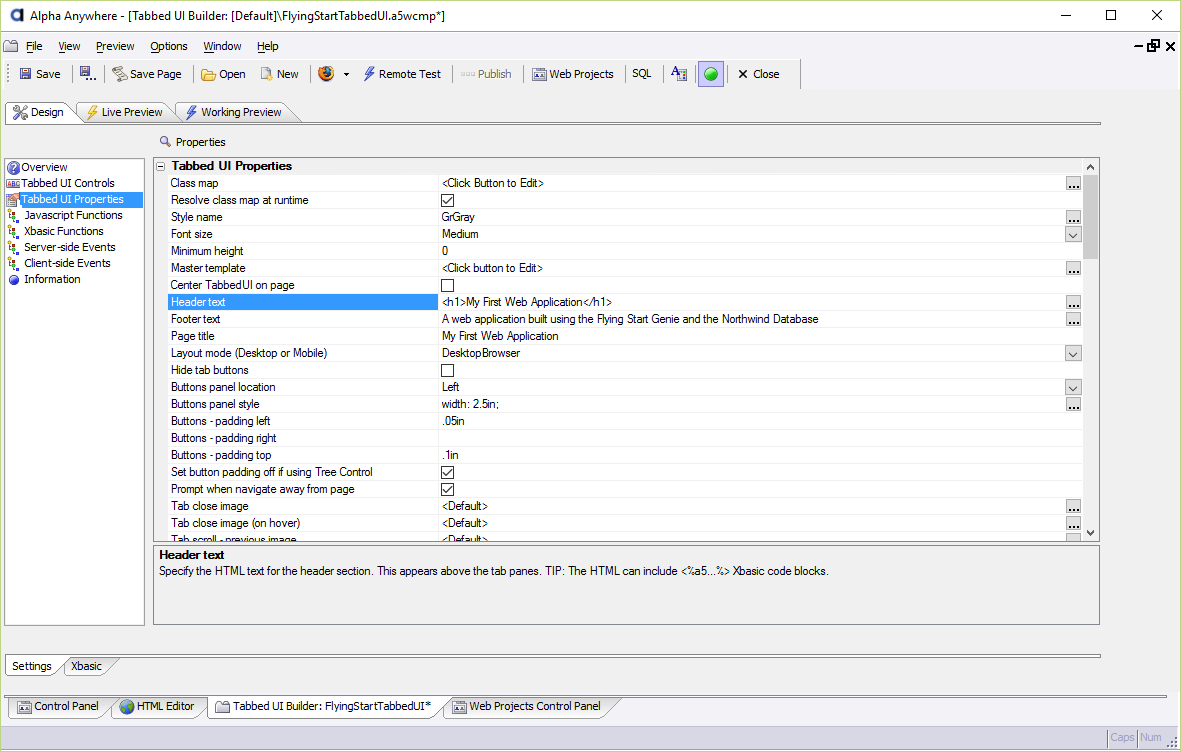 Alpha Anywhere - [Tabbed UI Builder: [Default]\FlyingStartTabbedUI.a5wcmp*]
File View Preview Options Window Help
Save Save Page Open New Remote Test Publish Web Projects SQL Close
Design Live Preview Working Preview
Properties
Overview
ABC Tabbed UI Controls
Tabbed UI Properties
Javascript Functions
Xbasic Functions
Server-side Events
Client-side Events
Information
Tabbed UI Properties
Class map <Click Button to Edit> ...
Resolve class map at runtime
Style name GrGray ...
Font size Medium
Minimum height 0
Master template <Click button to Edit> ...
Center TabbedUI on page
Header text <h1>My First Web Application</h1> ...
Footer text A web application built using the Flying Start Genie and the Northwind Database ...
Page title My First Web Application
Layout mode (Desktop or Mobile) DesktopBrowser
Hide tab buttons
Buttons panel location Left
Buttons panel style width: 2.5in; ...
Buttons - padding left .05in
Buttons - padding right
Buttons - padding top .1in
Set button padding off if using Tree Control
Prompt when navigate away from page
Tab close image <Default> ...
Tab close image (on hover) <Default> ...
Tab scroll - previous image <Default>
Header text
Specify the HTML text for the header section. This appears above the tab panes. TIP: The HTML can include <%a5...%> Xbasic code blocks.
Settings Xbasic
Control Panel HTML Editor Tabbed UI Builder: FlyingStartTabbedUI* Web Projects Control Panel
Caps Num